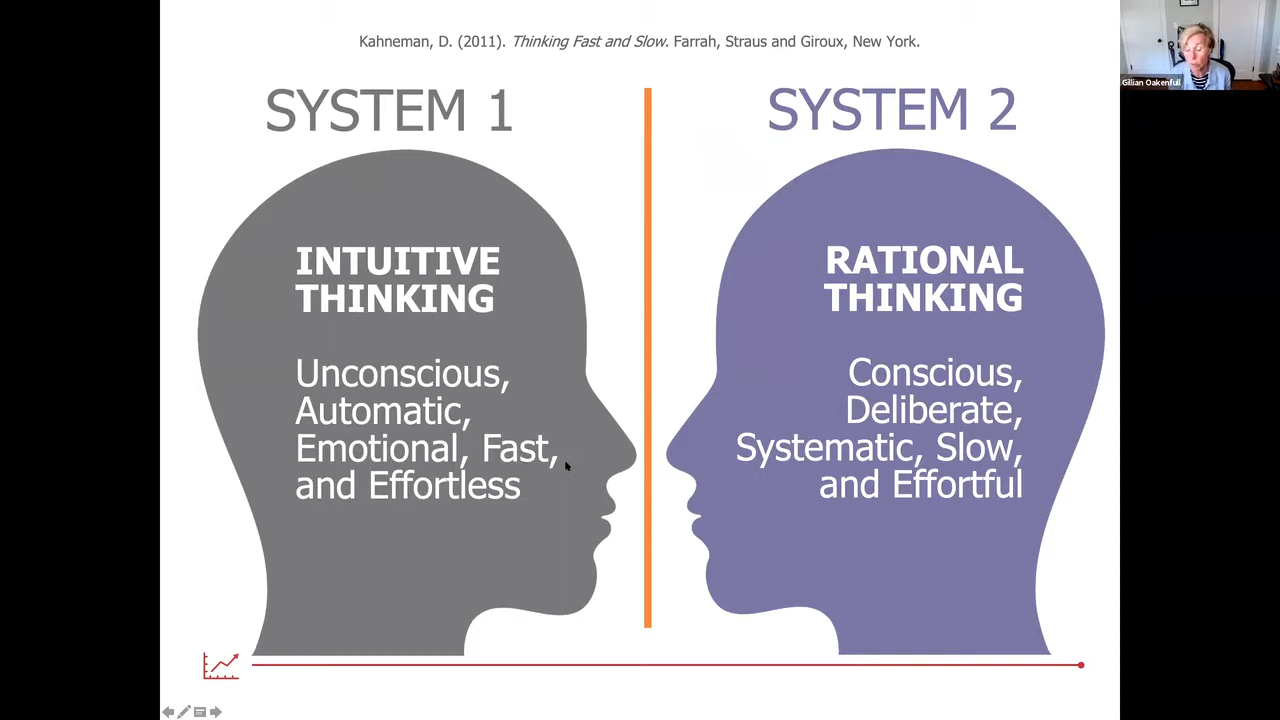 Kahneman, D. (2011). Thinking Fast and Slow. Farrah, Straus and Giroux, New York.
Gillian Oakenfull
SYSTEM 1
SYSTEM 2
INTUITIVE
THINKING
Unconscious,
Automatic,
Emotional, Fast,
and Effortless
RATIONAL
THINKING
Conscious,
Deliberate,
Systematic, Slow,
and Effortful